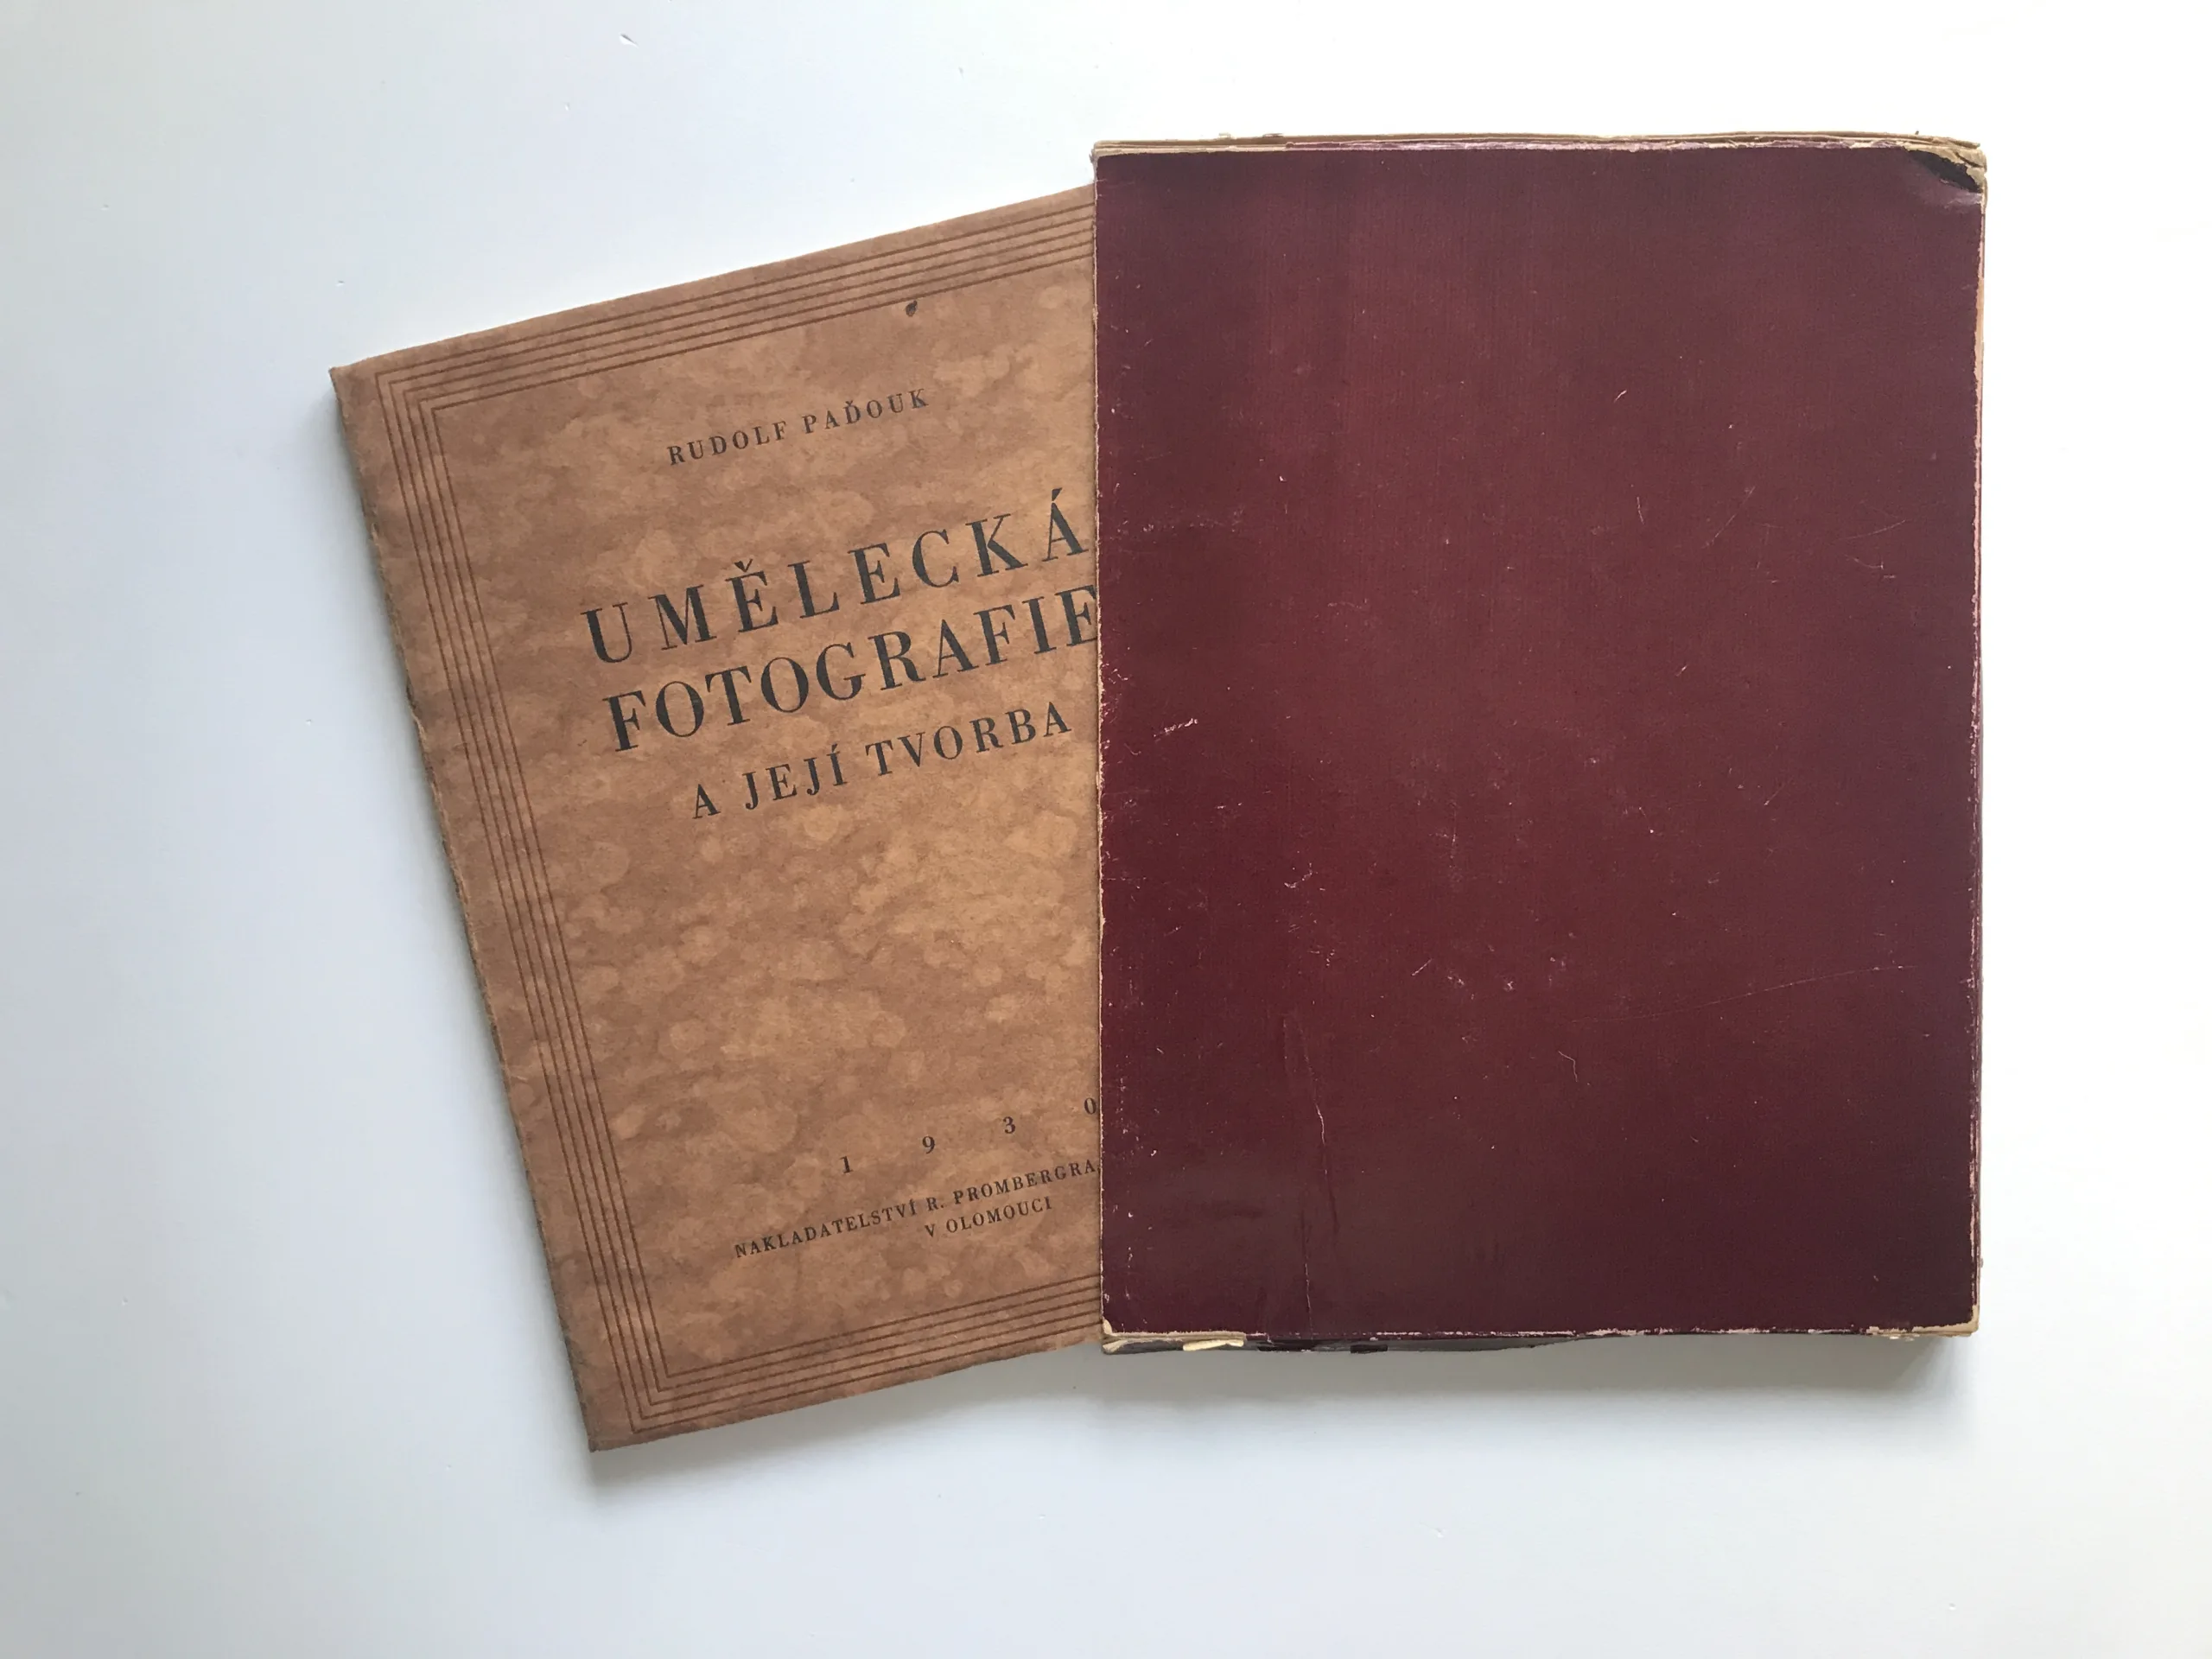 RUDOLF PAĎOUK
UMĚLECKÁ
FOTOGRAFIE
A JEJÍ TVORBA
1 9 3 0
NAKLADATELSTVÍ R. PROMBERGRA,
V OLOMOUCI